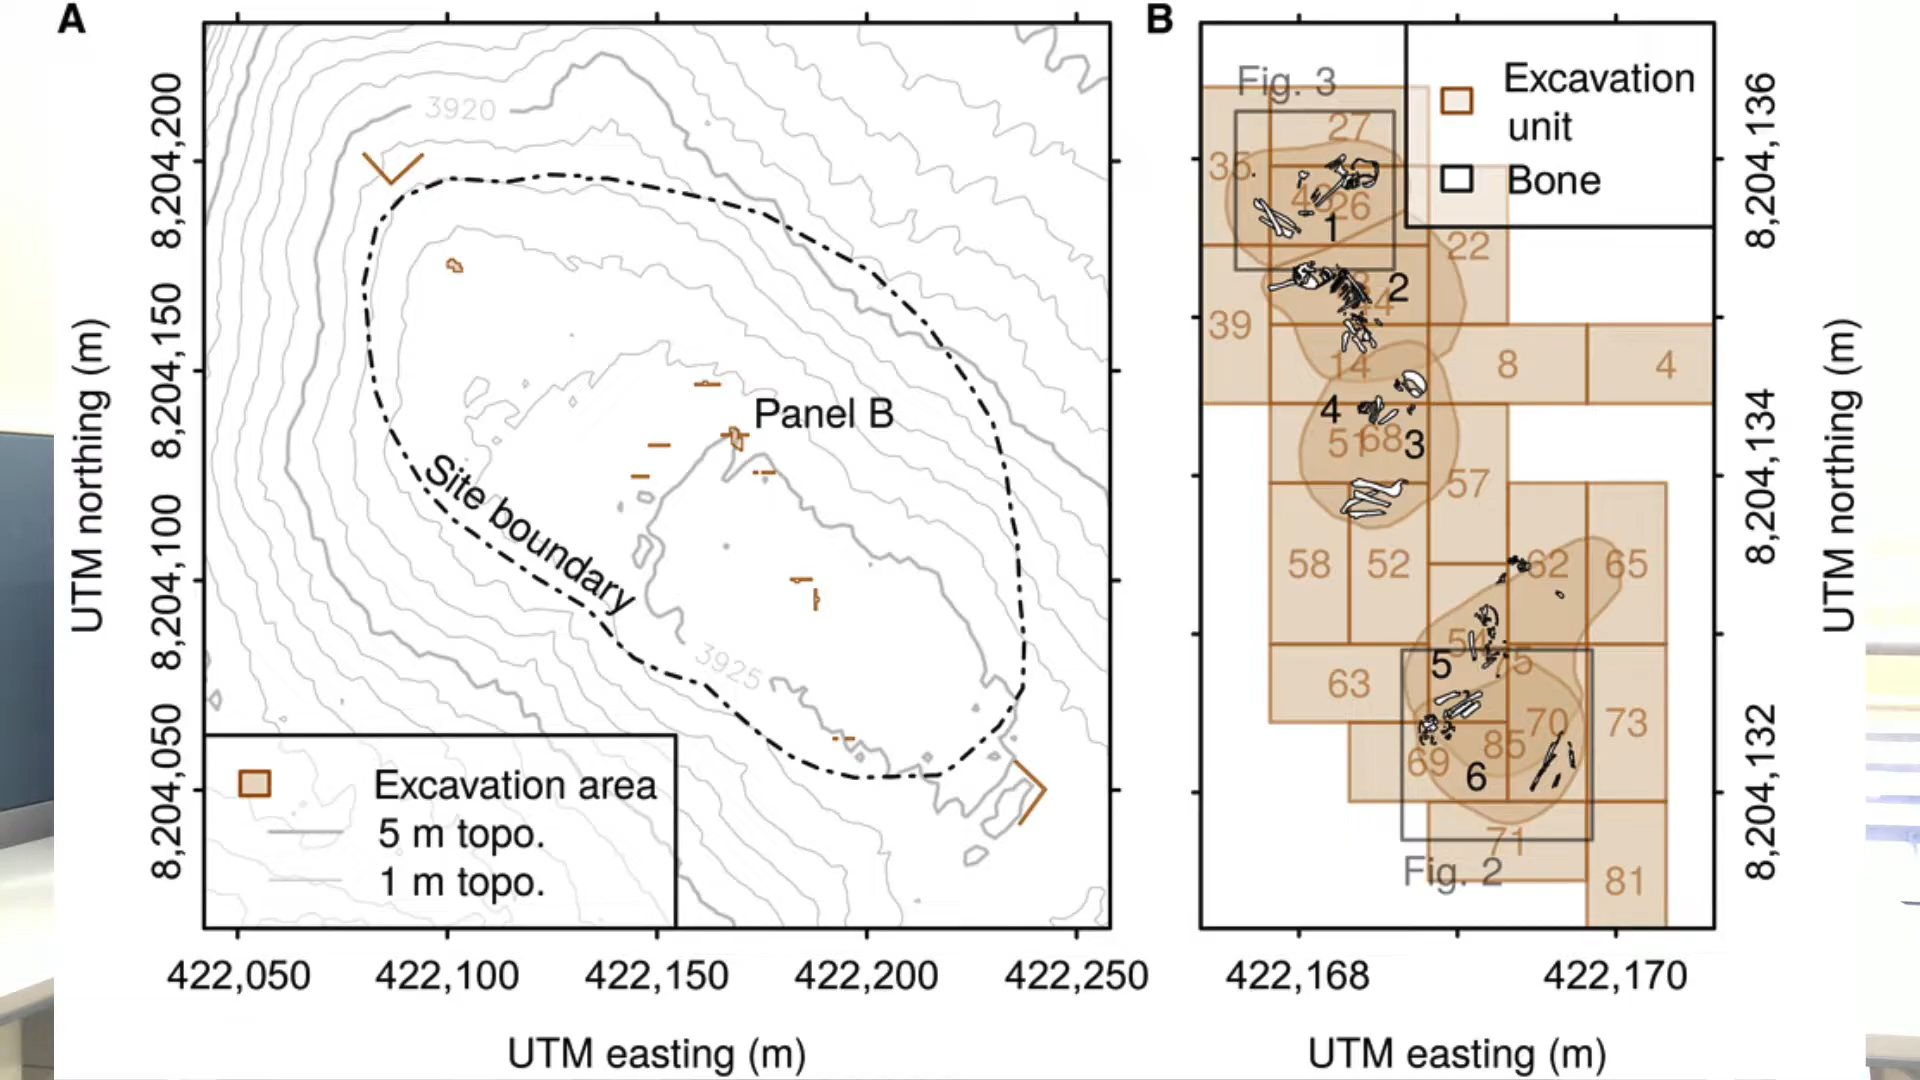 A
3920
8,204,200
8,204,150
8,204,100
8,204,050
UTM northing (m)
Panel B
Site boundary
3925
Excavation area
5 m topo.
1 m topo.
422,050
422,100
422,150
422,200
422,250
UTM easting (m)
B
Fig. 3
Excavation
unit
Bone
27
35
26
1
22
2
39
14
8
4
4
51
68
3
57
58
52
62
65
5
63
70
73
85
69
6
71
Fig. 2
81
8,204,136
8,204,134
8,204,132
UTM northing (m)
422,168
422,170
UTM easting (m)